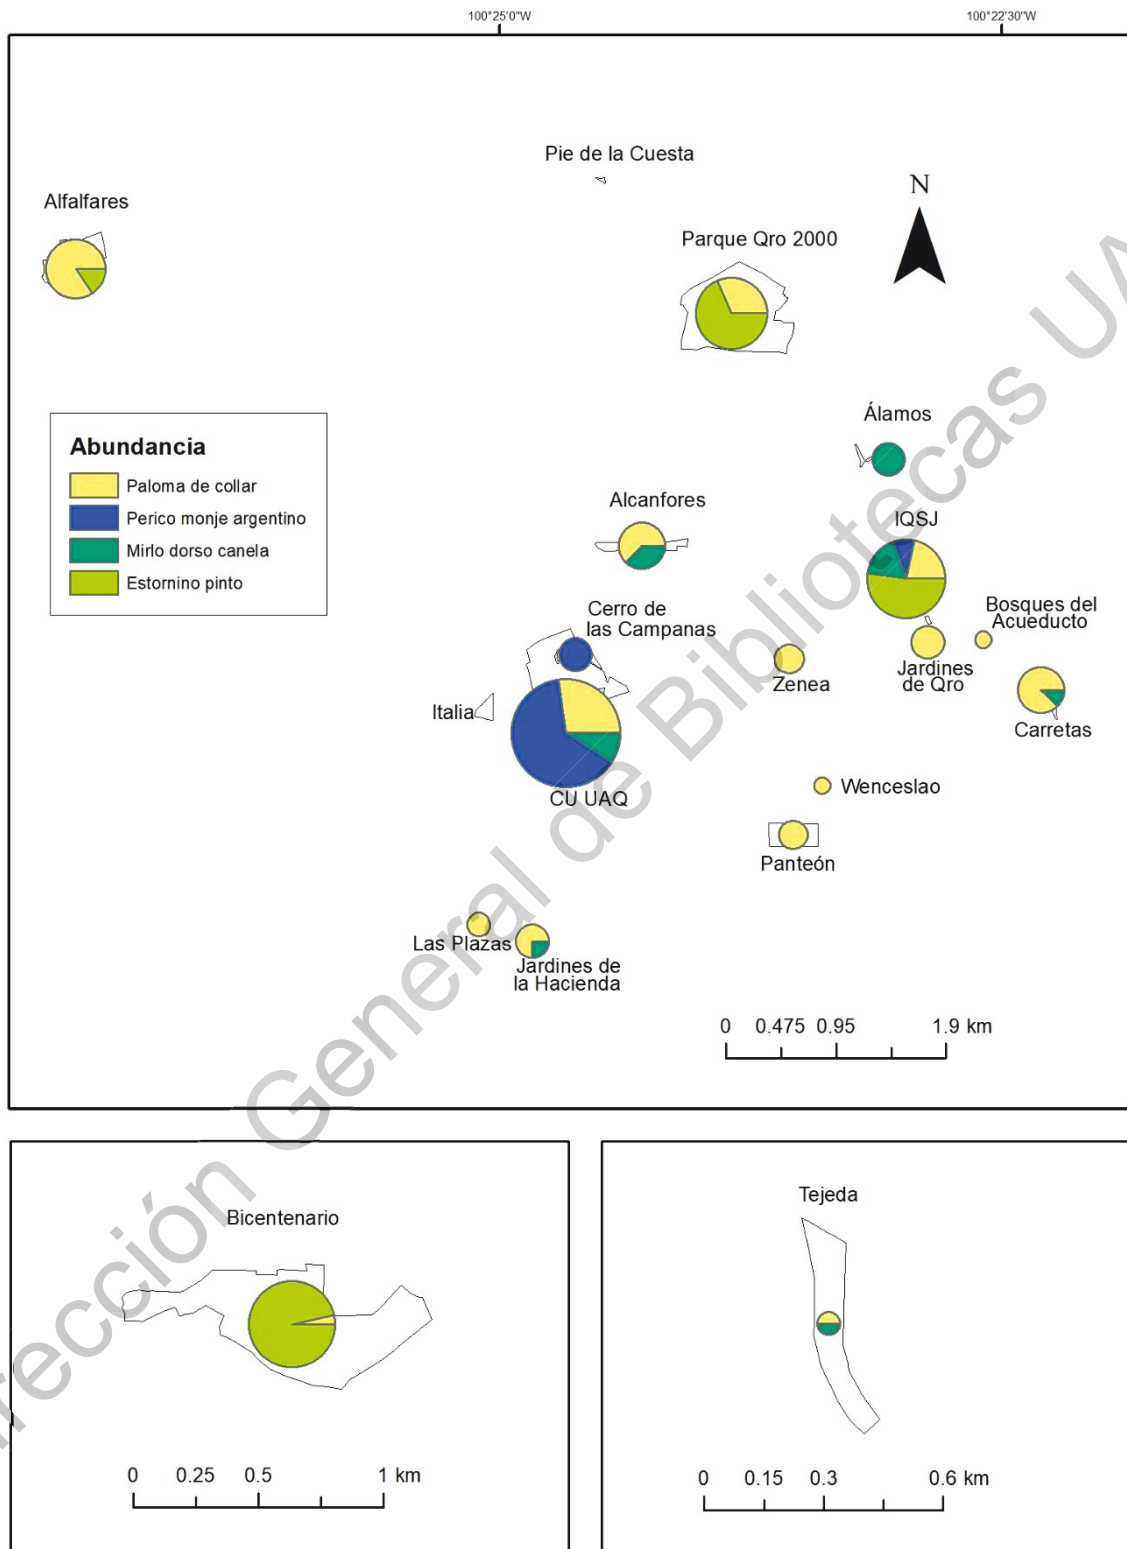 100°25'0"W
100°22'30"W
Pie de la Cuesta
Alfalfares
N
Parque Qro 2000
Álamos
Abundancia
Paloma de collar
Perico monje argentino
Mirlo dorso canela
Estornino pinto
Alcanfores
IQSJ
Cerro de
las Campanas
Bosques del
Acueducto
Jardines
de Qro
Zenea
Italia
Carretas
CU UAQ
Wenceslao
Panteón
Las Plazas
Jardines de
la Hacienda
0 0.475 0.95 1.9 km
Bicentenario
0 0.25 0.5 1 km
Tejeda
0 0.15 0.3 0.6 km
rección General de Bibliotecas UA